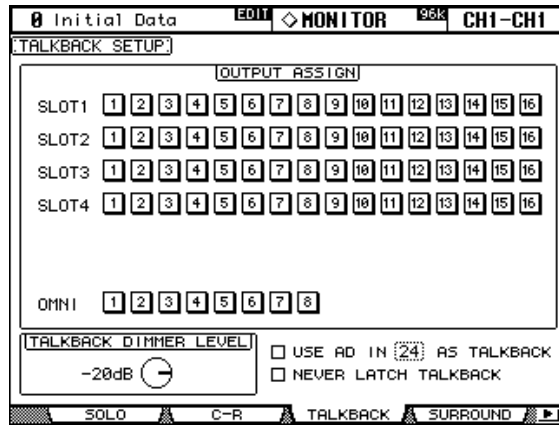 0 Initial Data EDIT ◇MONITOR 96K CH1-CH1
TALKBACK SETUP
OUTPUT ASSIGN
SLOT1 1 2 3 4 5 6 7 8 9 10 11 12 13 14 15 16
SLOT2 1 2 3 4 5 6 7 8 9 10 11 12 13 14 15 16
SLOT3 1 2 3 4 5 6 7 8 9 10 11 12 13 14 15 16
SLOT4 1 2 3 4 5 6 7 8 9 10 11 12 13 14 15 16
OMNI 1 2 3 4 5 6 7 8
TALKBACK DIMMER LEVEL
-20dB
USE AD IN 24 AS TALKBACK
NEVER LATCH TALKBACK
SOLO C-R TALKBACK SURROUND